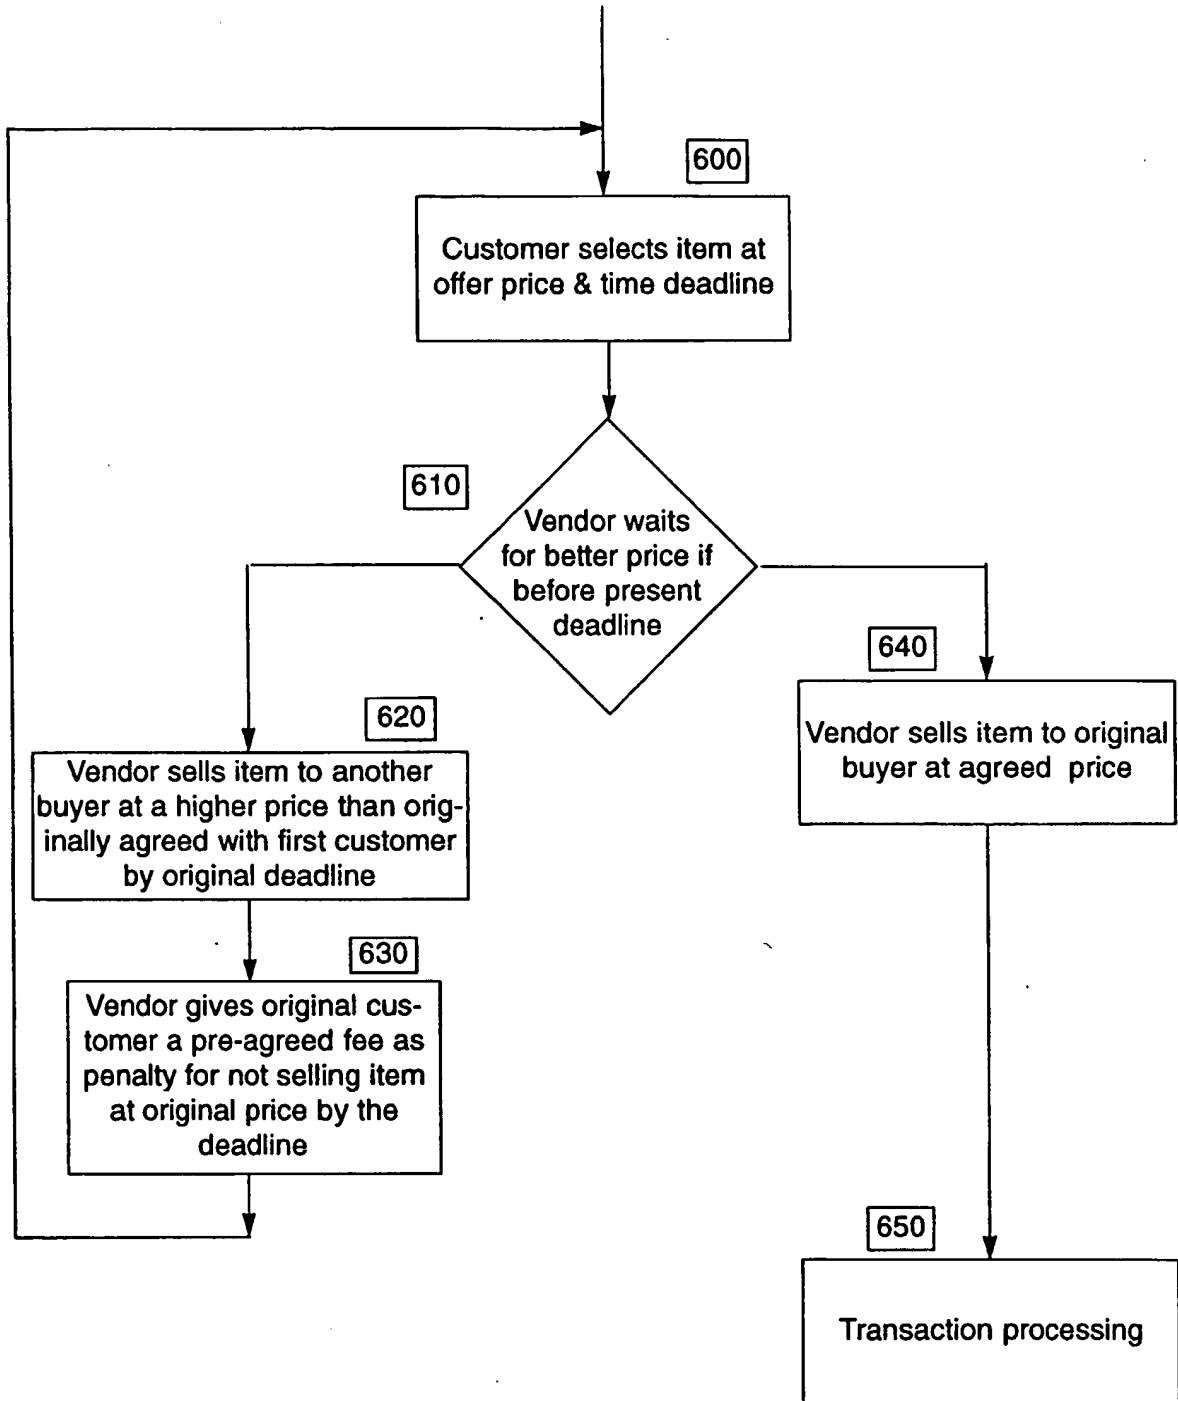 600
Customer selects item at
offer price & time deadline
610
Vendor waits
for better price if
before present
deadline
640
Vendor sells item to original
buyer at agreed price
620
Vendor sells item to another
buyer at a higher price than orig-
inally agreed with first customer
by original deadline
630
Vendor gives original cus-
tomer a pre-agreed fee as
penalty for not selling item
at original price by the
deadline
650
Transaction processing